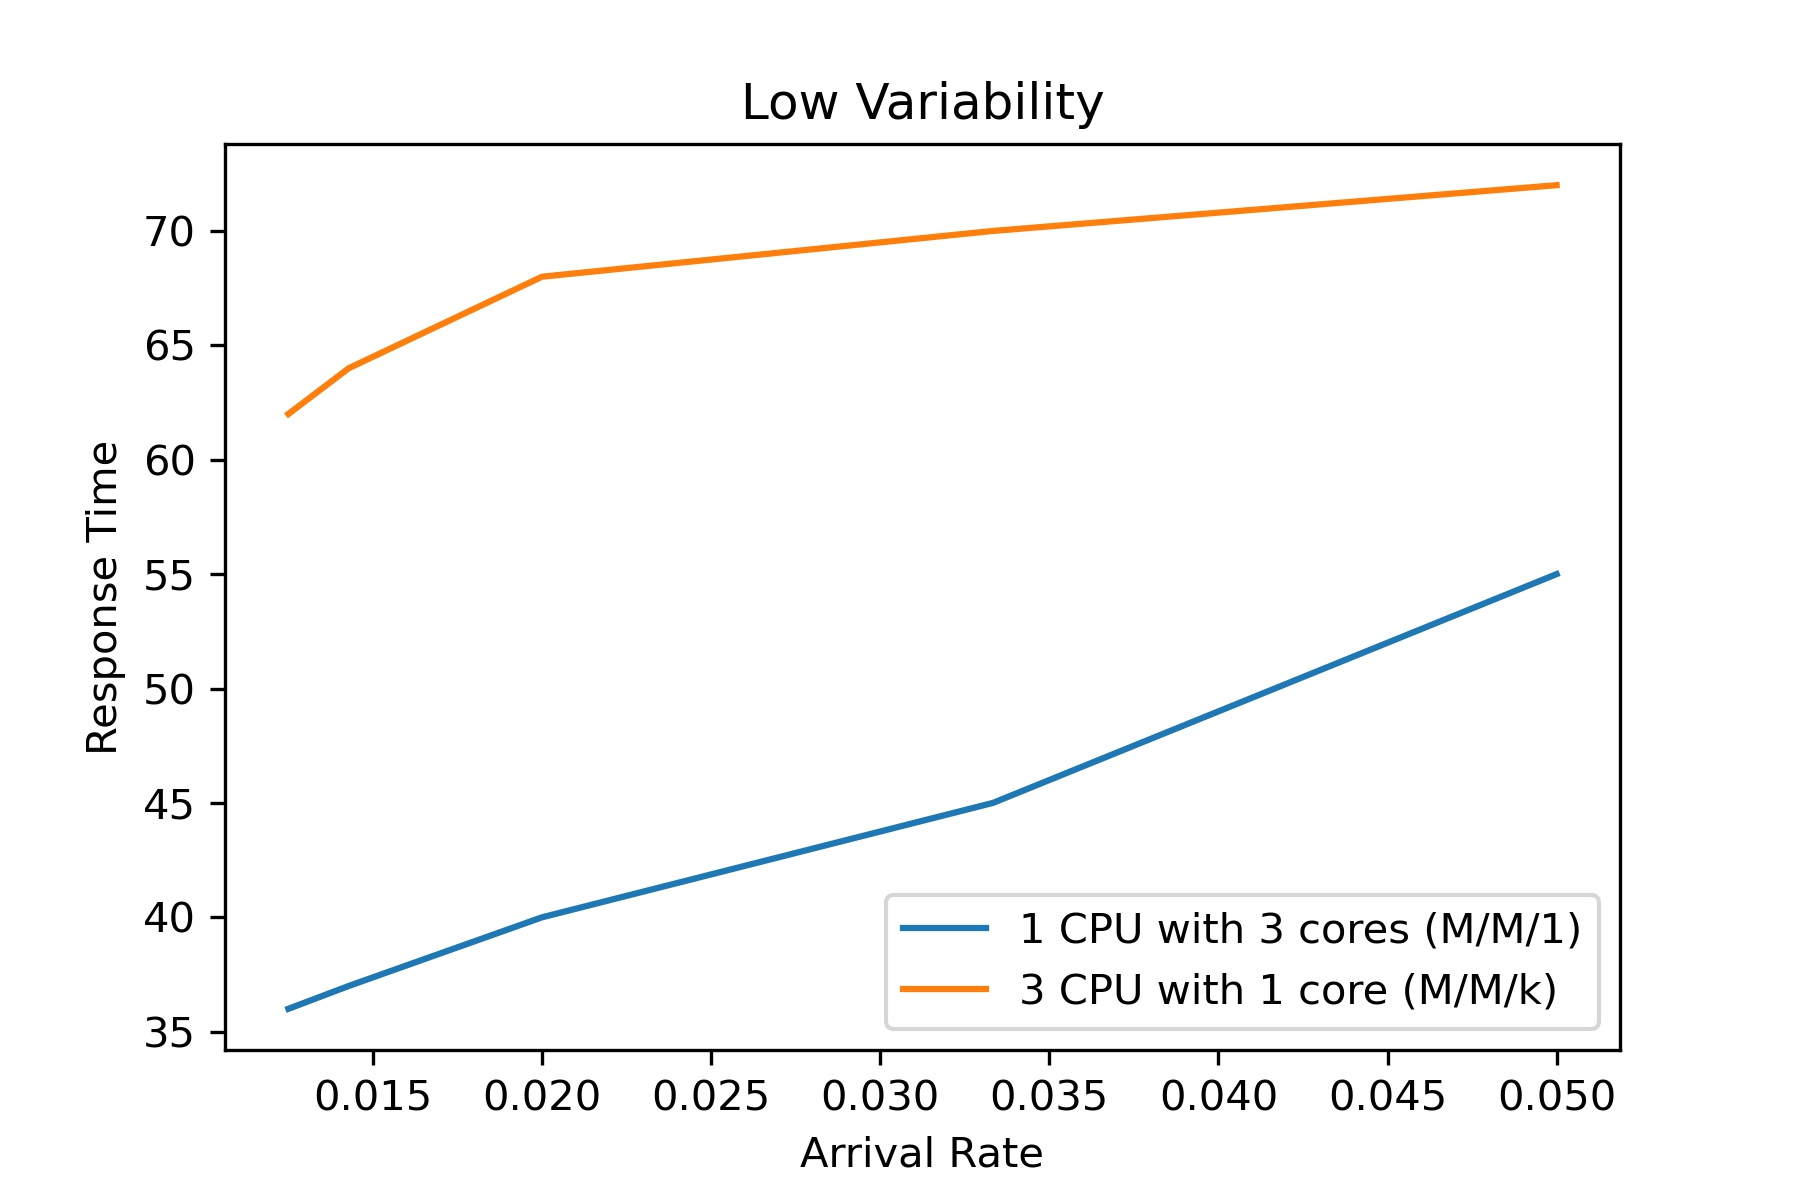 Low Variability
Response Time
70
65
60
55
50
45
40
35
1 CPU with 3 cores (M/M/1)
3 CPU with 1 core (M/M/k)
0.015 0.020 0.025 0.030 0.035 0.040 0.045 0.050
Arrival Rate